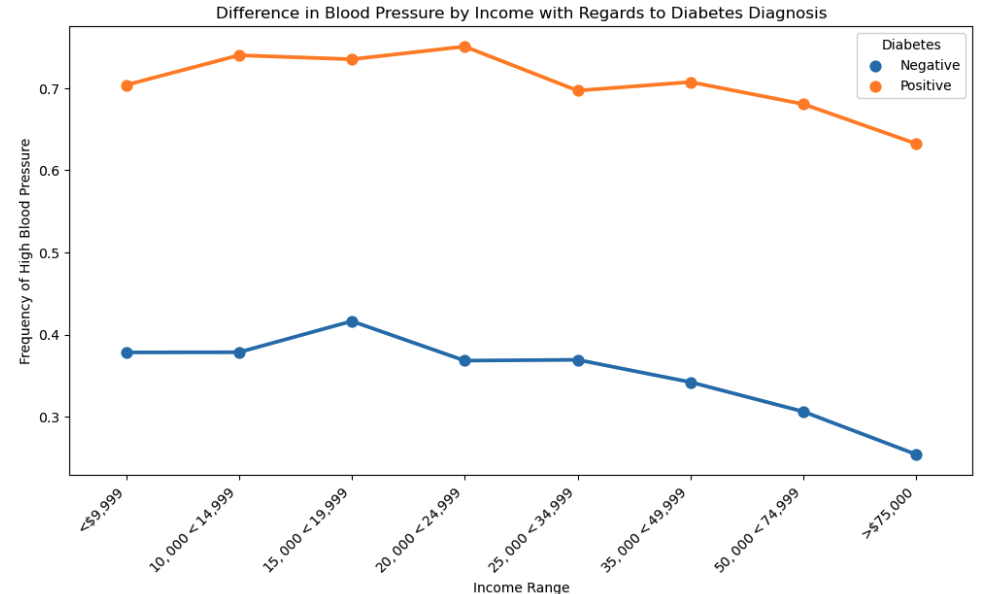 Difference in Blood Pressure by Income with Regards to Diabetes Diagnosis
Diabetes
Negative
Positive
Frequency of High Blood Pressure
0.7
0.6
0.5
0.4
0.3
<$9,999
10,000<14,999
15,000<19,999
20,000<24,999
25,000<34,999
35,000<49,999
50,000<74,999
>$75,000
Income Range